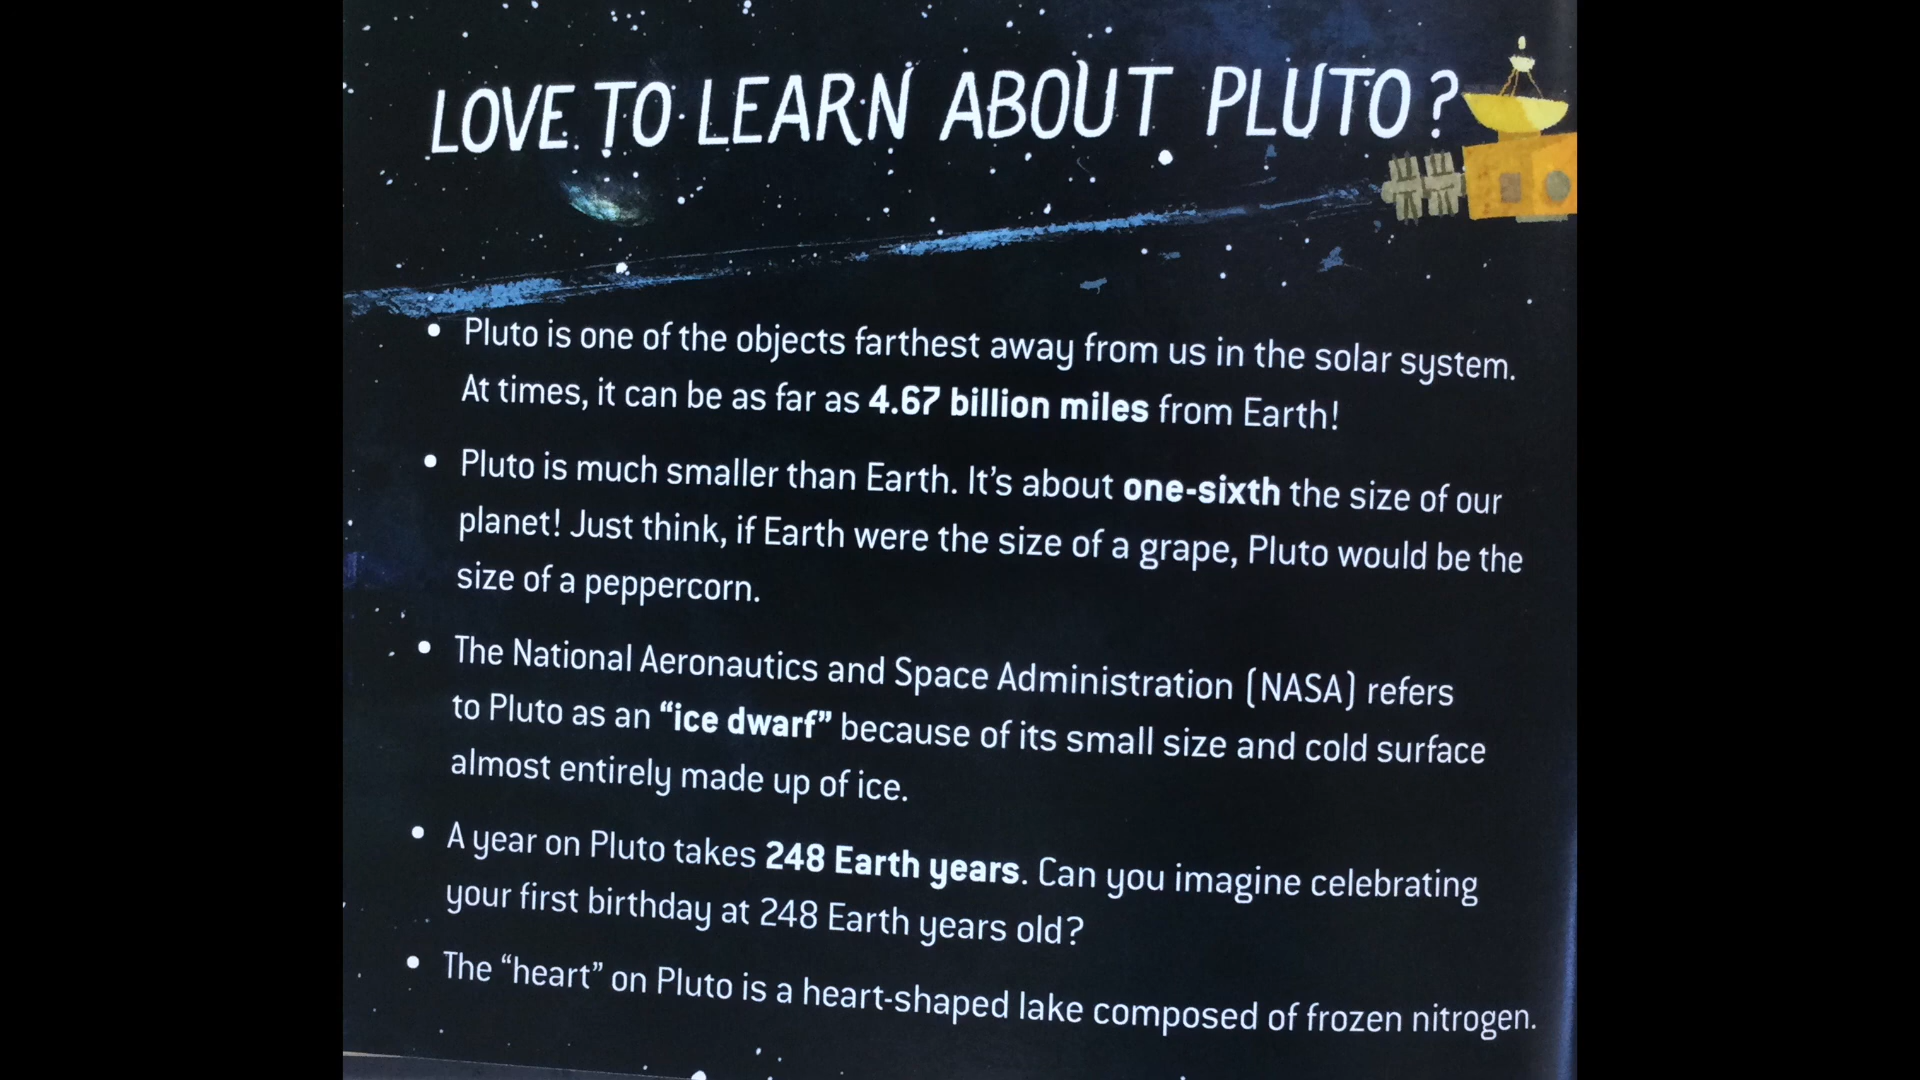 LOVE TO LEARN ABOUT PLUTO?
• Pluto is one of the objects farthest away from us in the solar system.
At times, it can be as far as 4.67 billion miles from Earth!
• Pluto is much smaller than Earth. It's about one-sixth the size of our
planet! Just think, if Earth were the size of a grape, Pluto would be the
size of a peppercorn.
• The National Aeronautics and Space Administration (NASA) refers
to Pluto as an “ice dwarf” because of its small size and cold surface
almost entirely made up of ice.
• A year on Pluto takes 248 Earth years. Can you imagine celebrating
your first birthday at 248 Earth years old?
• The “heart” on Pluto is a heart-shaped lake composed of frozen nitrogen.